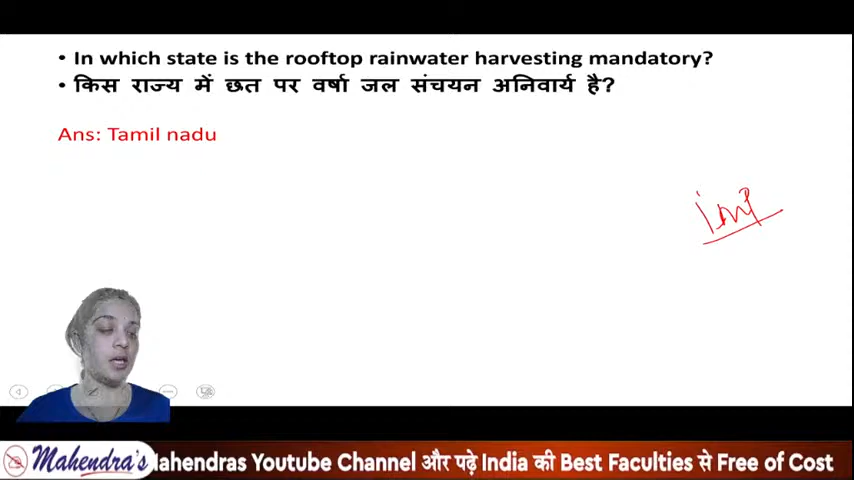 • In which state is the rooftop rainwater harvesting mandatory?
• किस राज्य में छत पर वर्षा जल संचयन अनिवार्य है?
Ans: Tamil nadu
imp
Mahendra's Mahendras Youtube Channel और पढ़े India की Best Faculties से Free of Cost